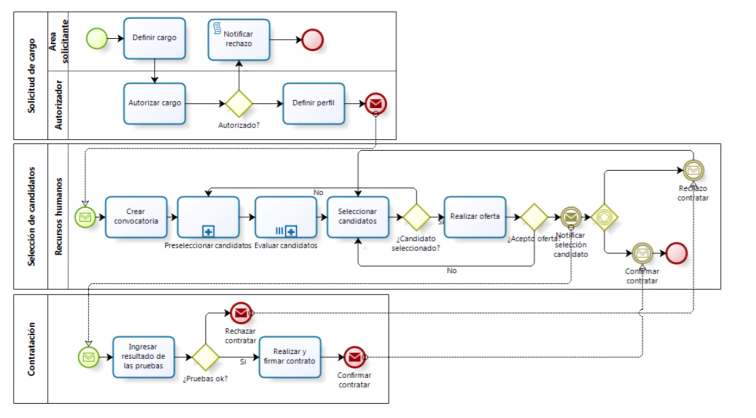 Solicitud de cargo
Área
solicitante
Definir cargo
Notificar
rechazo
Autorizador
Autorizar cargo
Autorizado?
Definir perfil
Selección de candidatos
Recursos humanos
Crear
convocatoria
Preseleccionar candidatos
Evaluar candidatos
No
Seleccionar
candidatos
¿Candidato
seleccionado?
Si
Realizar oferta
¿Acepto oferta?
No
Notificar
selección
candidato
Rechazo
contratar
Confirmar
contratar
Contratación
Ingresar
resultado de
las pruebas
¿Pruebas ok?
Rechazar
contratar
Si
Realizar y
firmar contrato
Confirmar
contratar